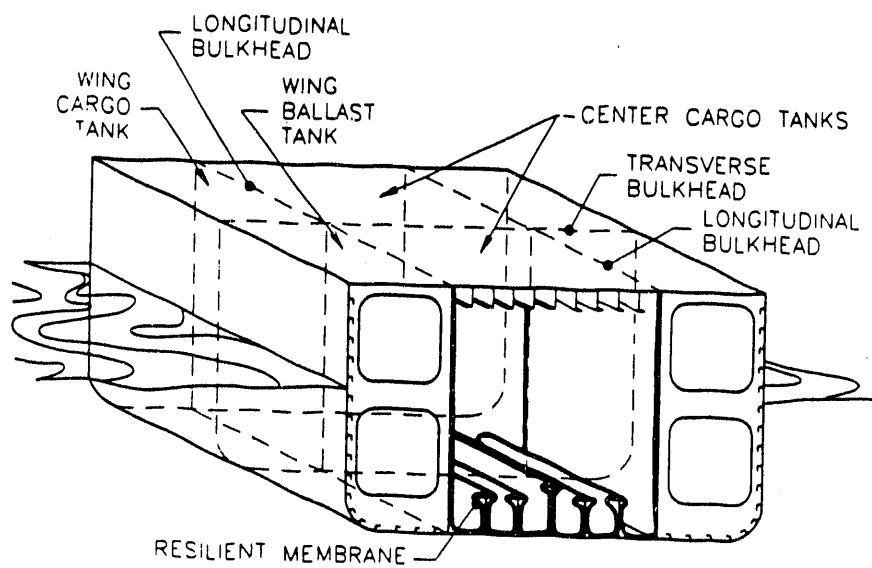 LONGITUDINAL
BULKHEAD
WING
CARGO
TANK
WING
BALLAST
TANK
CENTER CARGO TANKS
TRANSVERSE
BULKHEAD
LONGITUDINAL
BULKHEAD
RESILIENT MEMBRANE